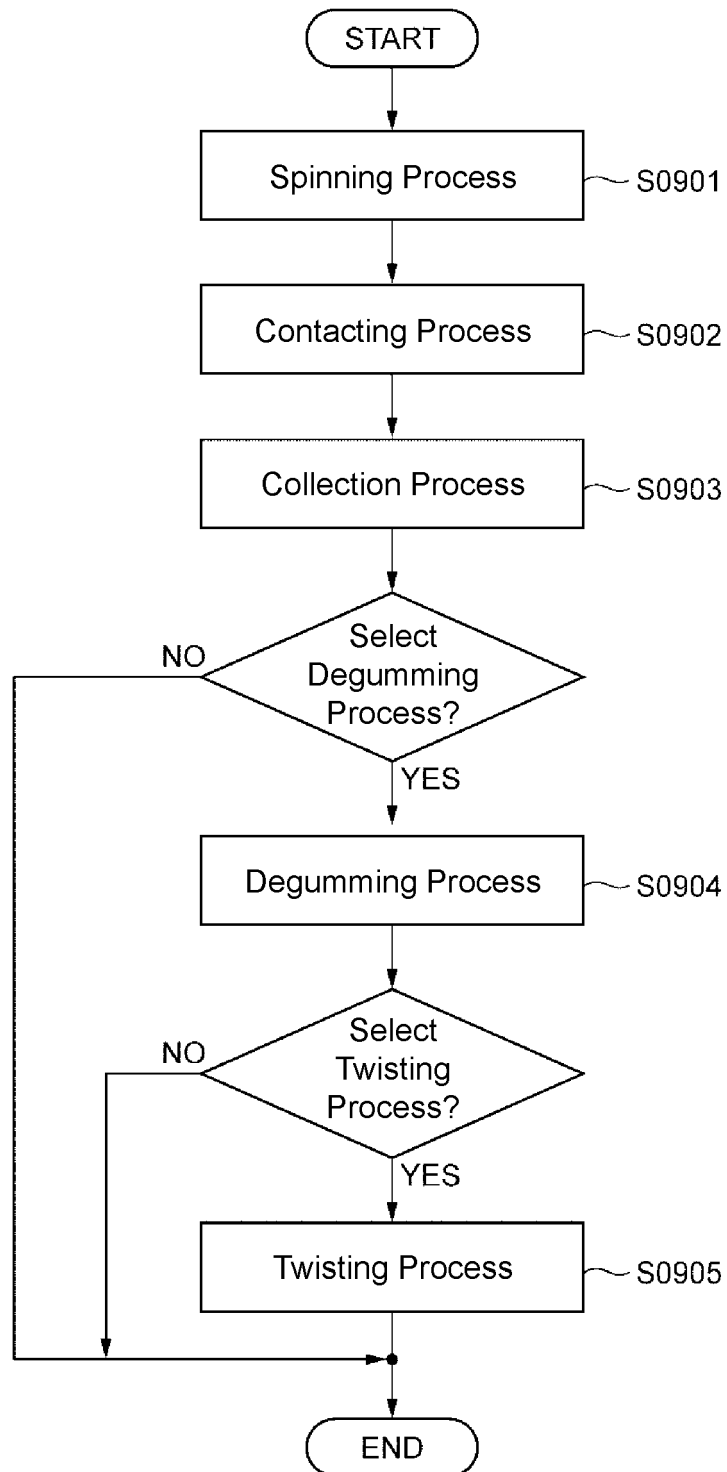 START
Spinning Process
S0901
Contacting Process
S0902
Collection Process
S0903
Select
Degumming
Process?
NO
YES
Degumming Process
S0904
Select
Twisting
Process?
NO
YES
Twisting Process
S0905
END